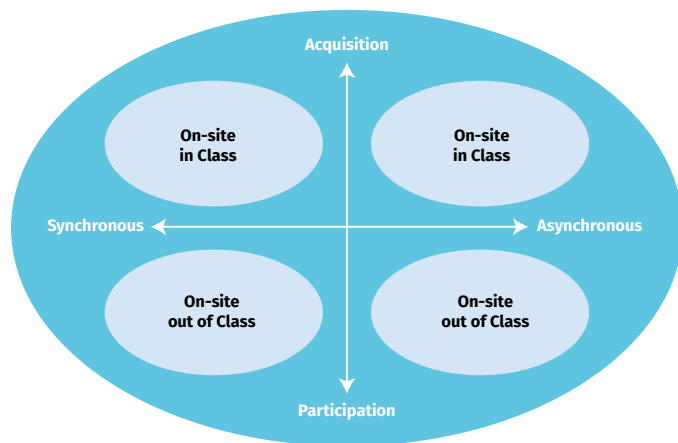 Acquisition
On-site
in Class
On-site
in Class
Synchronous
Asynchronous
On-site
out of Class
On-site
out of Class
Participation